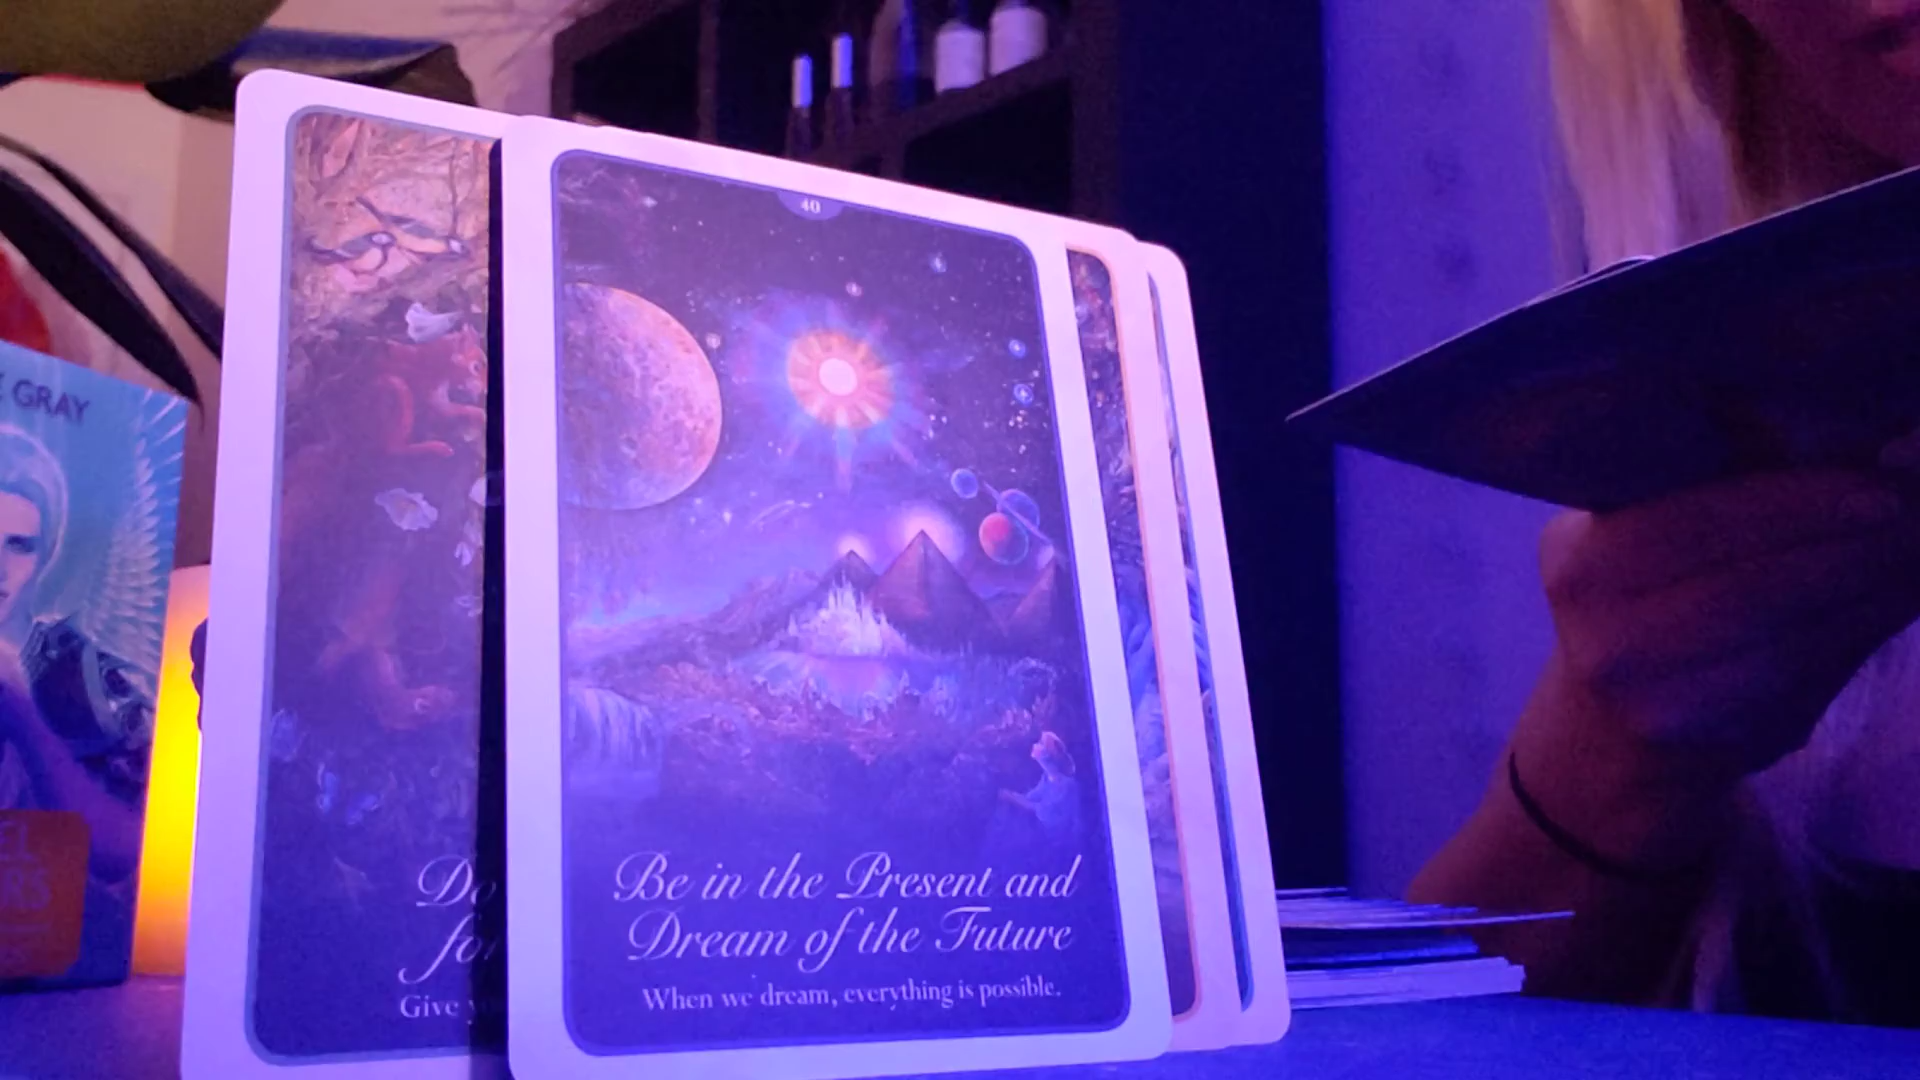 GRAY
40
Do
for
Give
Be in the Present and
Dream of the Future
When we dream, everything is possible.